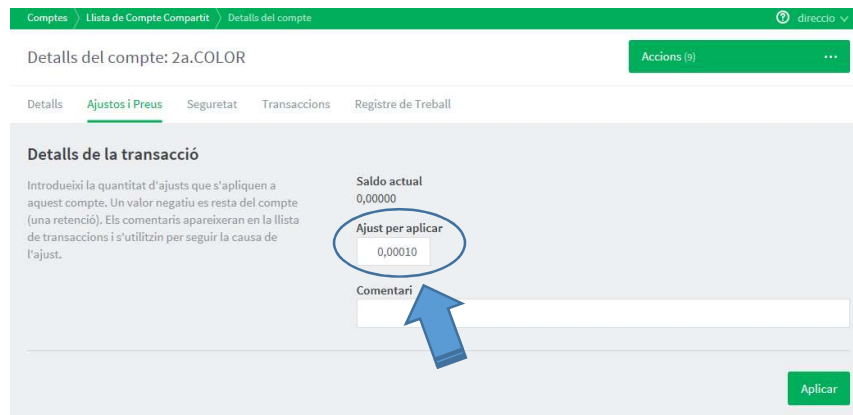 Comptes Llista de Compte Compartit Detalls del compte
? direccio
Detalls del compte: 2a.COLOR
Accions (9) ...
Detalls Ajustos i Preus Seguretat Transaccions Registre de Treball
Detalls de la transacció
Introdueixi la quantitat d'ajusts que s'apliquen a
aquest compte. Un valor negatiu es resta del compte
(una retenció). Els comentaris apareixeran en la llista
de transaccions i s'utilitzin per seguir la causa de
l'ajust.
Saldo actual
0,00000
Ajust per aplicar
0,00010
Comentari
Aplicar